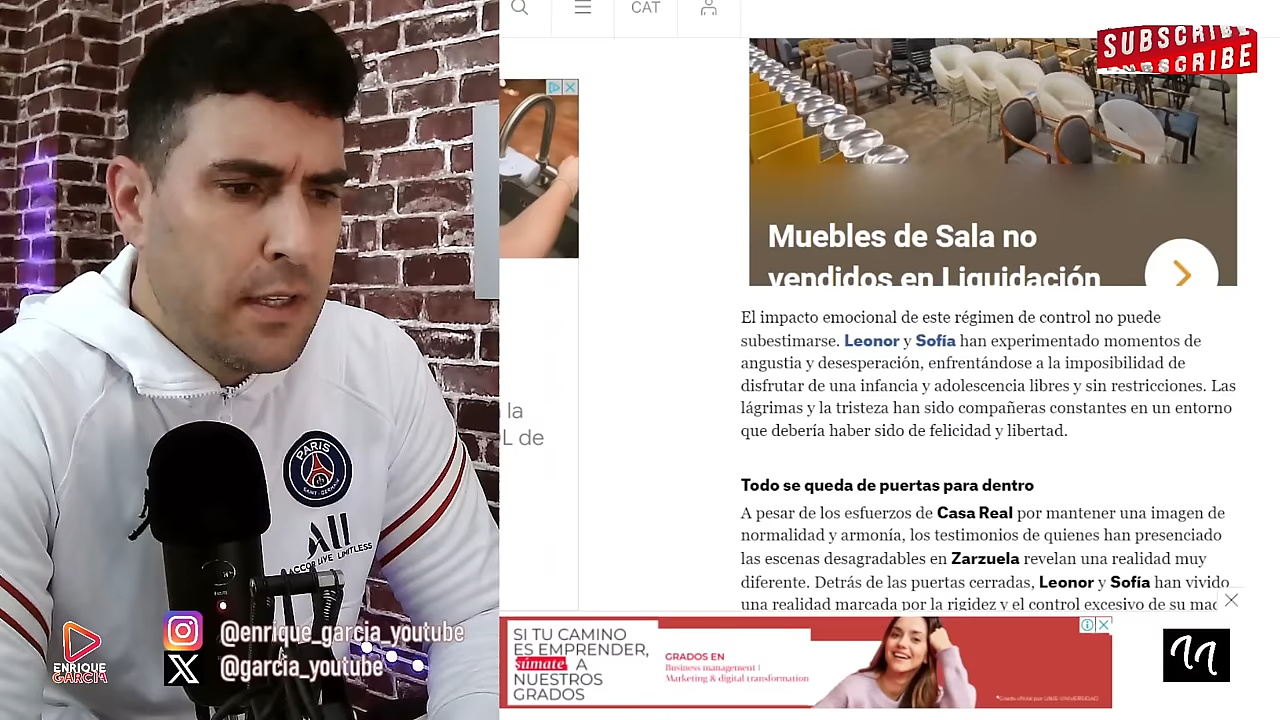 CAT
SUBSCRIBE
SUBSCRIBE
Muebles de Sala no
vendidos en Liquidación
El impacto emocional de este régimen de control no puede
subestimarse. Leonor y Sofía han experimentado momentos de
angustia y desesperación, enfrentándose a la imposibilidad de
disfrutar de una infancia y adolescencia libres y sin restricciones. Las
lágrimas y la tristeza han sido compañeras constantes en un entorno
que debería haber sido de felicidad y libertad.
la
L de
Todo se queda de puertas para dentro
A pesar de los esfuerzos de Casa Real por mantener una imagen de
normalidad y armonía, los testimonios de quienes han presenciado
las escenas desagradables en Zarzuela revelan una realidad muy
diferente. Detrás de las puertas cerradas, Leonor y Sofía han vivido
una realidad marcada por la rigidez y el control excesivo de su
PARIS
SAINT-GERMAIN
ALL
ACCOR LIVE LIMITLESS
@enrique_garcia_youtube
@garcia_youtube
ENRIQUE
GARCIA
SI TU CAMINO
ES EMPRENDER,
súmate A
NUESTROS
GRADOS
GRADOS EN
Business management |
Marketing & digital transformation